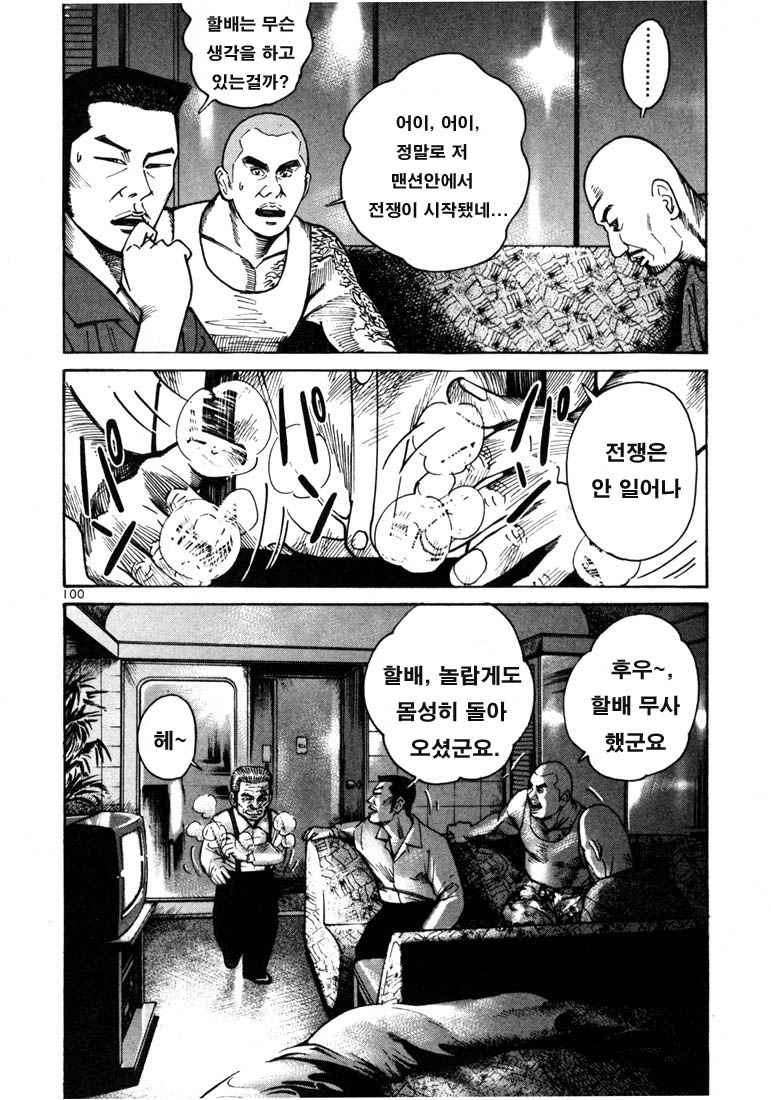 ………
어이, 어이,
정말로 저
맨션안에서
전쟁이 시작됐네...
할배는 무슨
생각을 하고
있는걸까?
전쟁은
안 일어나
100
후우~,
할배 무사
했군요
할배, 놀랍게도
몸성히 돌아
오셨군요.
헤~